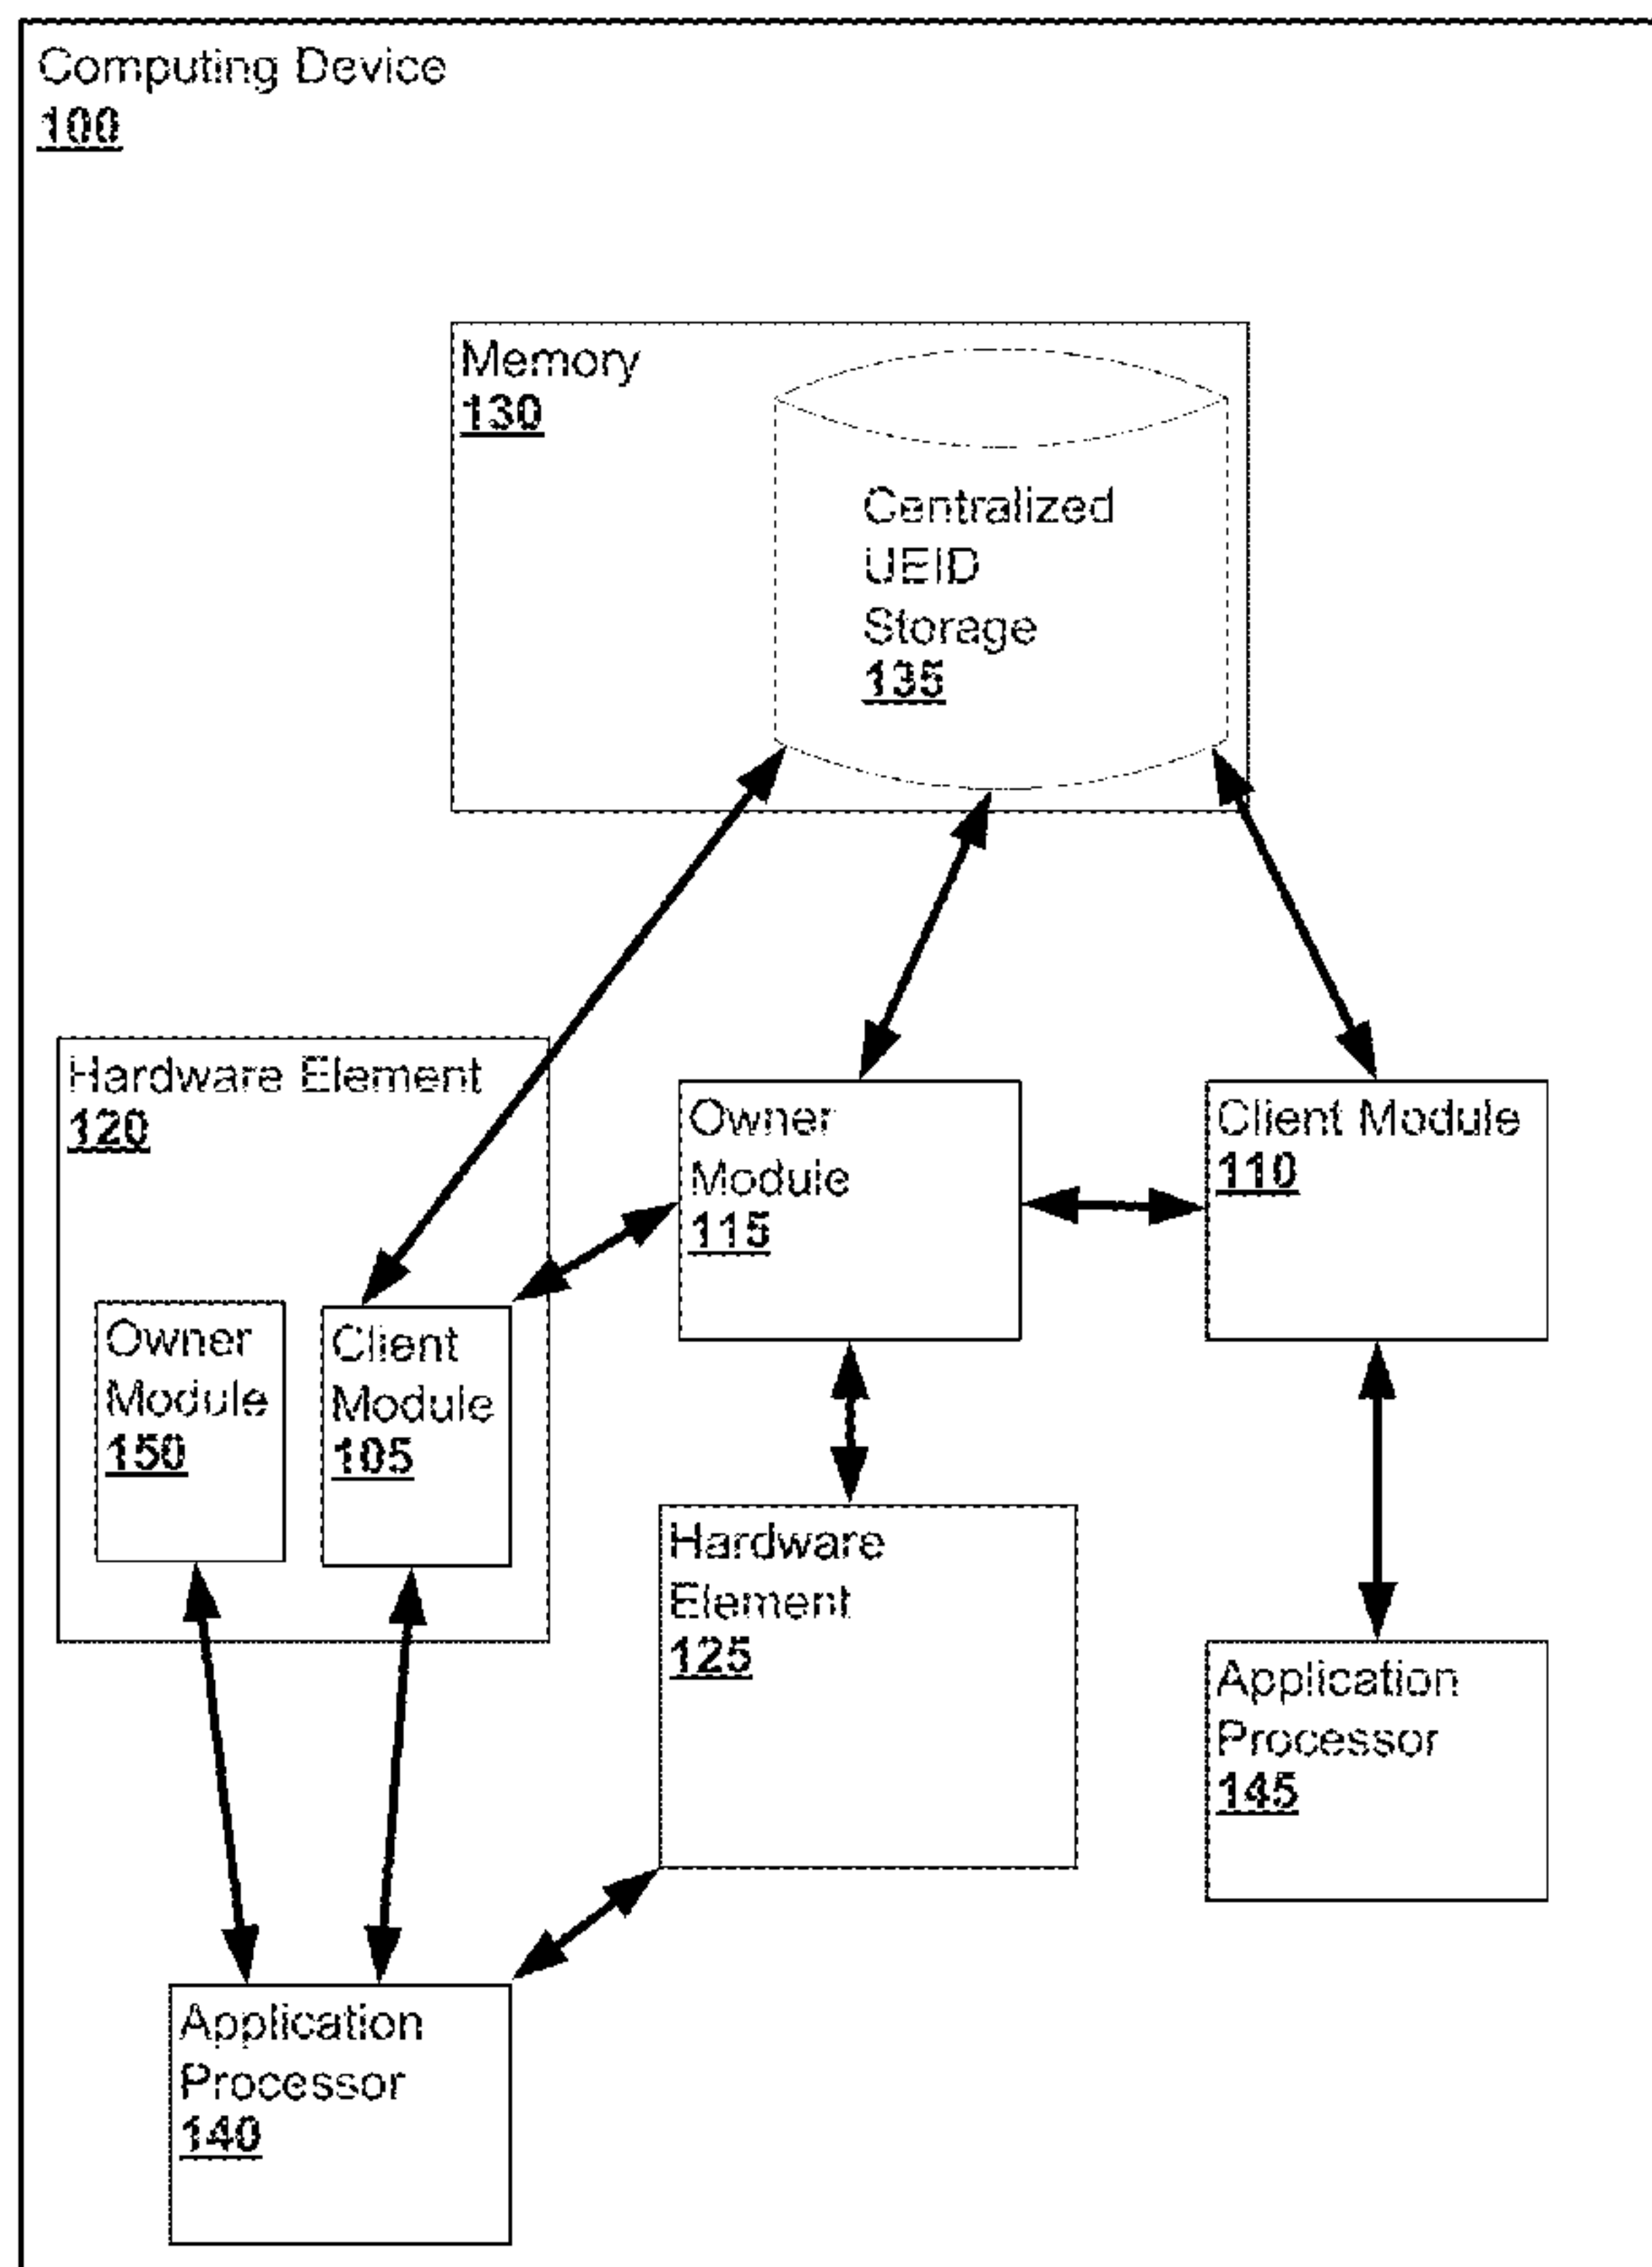 Computing Device
100
Memory
130
Centralized
UEID
Storage
135
Hardware Element
120
Owner
Module
115
Client Module
110
Owner
Module
150
Client
Module
105
Hardware
Element
125
Application
Processor
145
Application
Processor
140